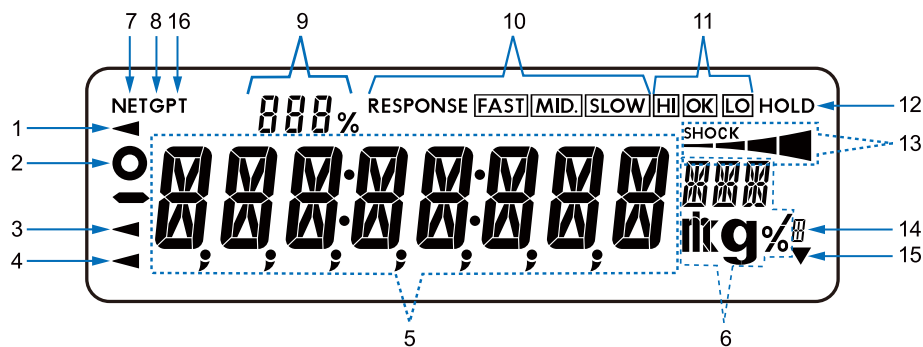 7 8 16 9 10 11
NETGPT 888% RESPONSE FAST MID. SLOW HI OK LO HOLD 12
1 SHOCK 13
2
3 kg% 14
4 15
5 6